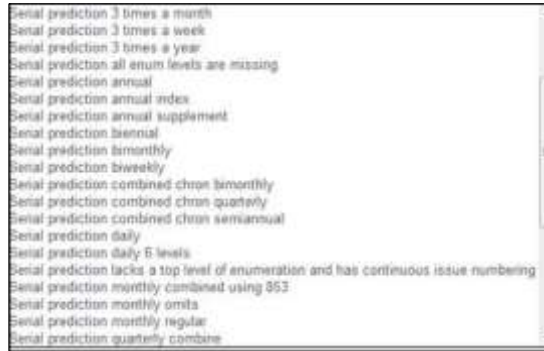 Serial prediction 3 times a month
Serial prediction 3 times a week
Serial prediction 3 times a year
Serial prediction all enum levels are missing
Serial prediction annual
Serial prediction annual index
Serial prediction annual supplement
Serial prediction biennial
Serial prediction bimonthly
Serial prediction biweekly
Serial prediction combined chron bimonthly
Serial prediction combined chron quarterly
Serial prediction combined chron semiannual
Serial prediction daily
Serial prediction daily 6 levels
Serial prediction lacks a top level of enumeration and has continuous issue numbering
Serial prediction monthly combined using 853
Serial prediction monthly omits
Serial prediction monthly regular
Serial prediction quarterly combine